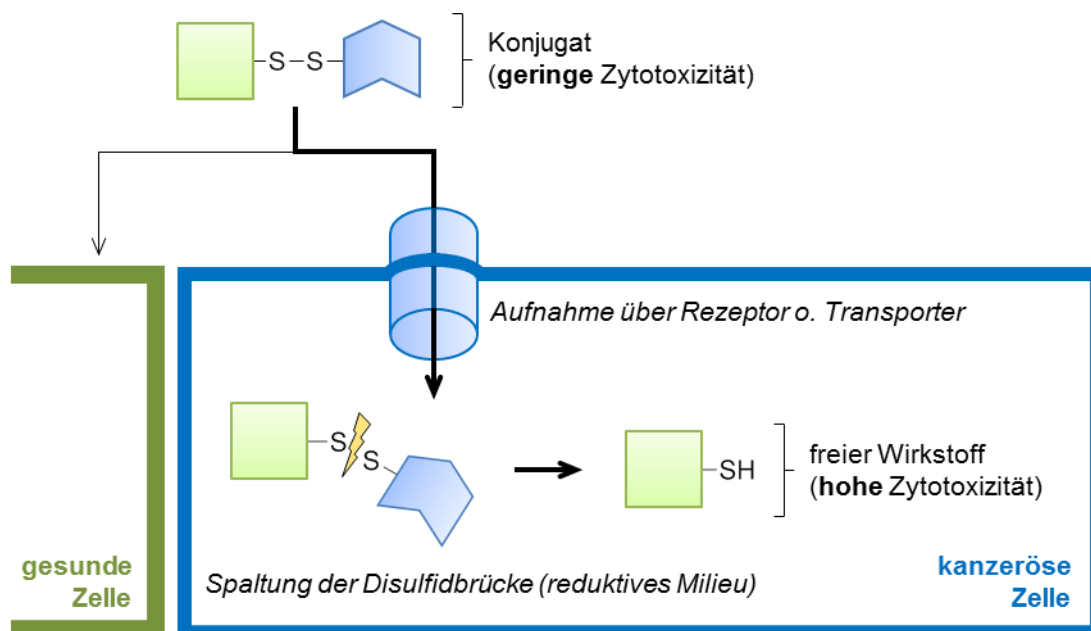 S–S
Konjugat
(geringe Zytotoxizität)
Aufnahme über Rezeptor o. Transporter
S
S
SH
freier Wirkstoff
(hohe Zytotoxizität)
gesunde
Zelle
Spaltung der Disulfidbrücke (reduktives Milieu)
kanzeröse
Zelle